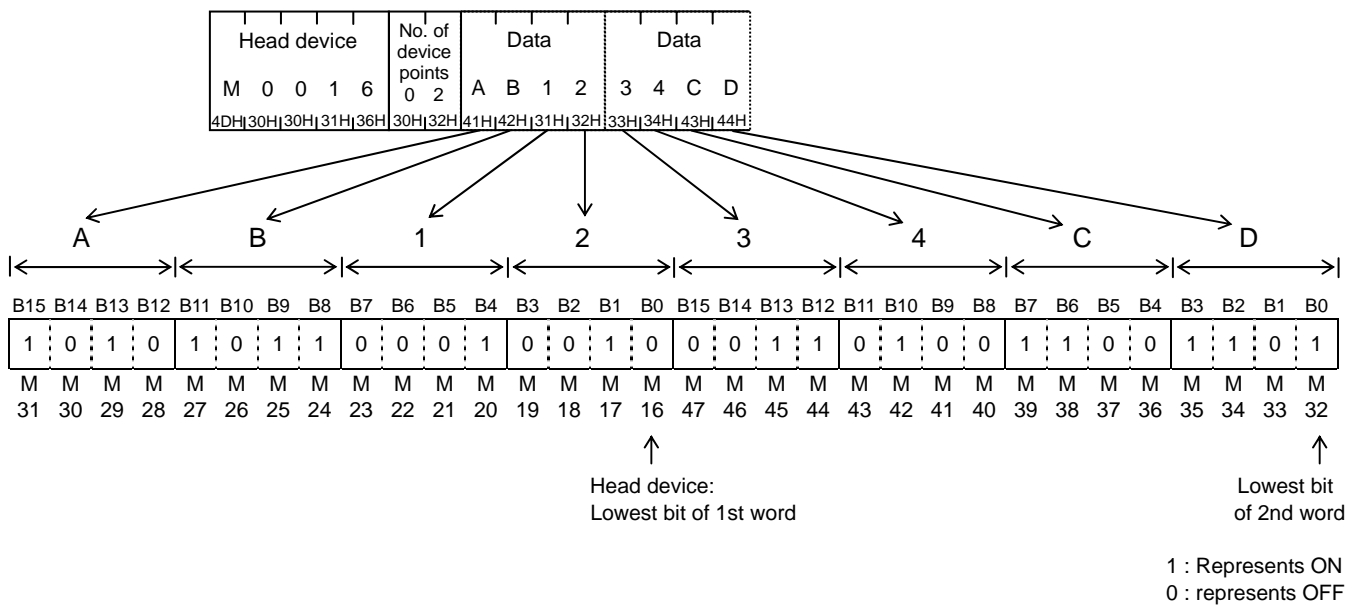 Head device No. of device points Data Data
M 0 0 1 6 0 2 A B 1 2 3 4 C D
4DH 30H 30H 31H 36H 30H 32H 41H 42H 31H 32H 33H 34H 43H 44H
A B 1 2 3 4 C D
B15 B14 B13 B12 B11 B10 B9 B8 B7 B6 B5 B4 B3 B2 B1 B0 B15 B14 B13 B12 B11 B10 B9 B8 B7 B6 B5 B4 B3 B2 B1 B0
1 0 1 0 1 0 1 1 0 0 0 1 0 0 1 0 0 0 1 1 0 1 0 0 1 1 0 0 1 1 0 1
M M M M M M M M M M M M M M M M M M M M M M M M M M M M M M M M
31 30 29 28 27 26 25 24 23 22 21 20 19 18 17 16 47 46 45 44 43 42 41 40 39 38 37 36 35 34 33 32
Head device:
Lowest bit of 1st word
Lowest bit
of 2nd word
1 : Represents ON
0 : represents OFF